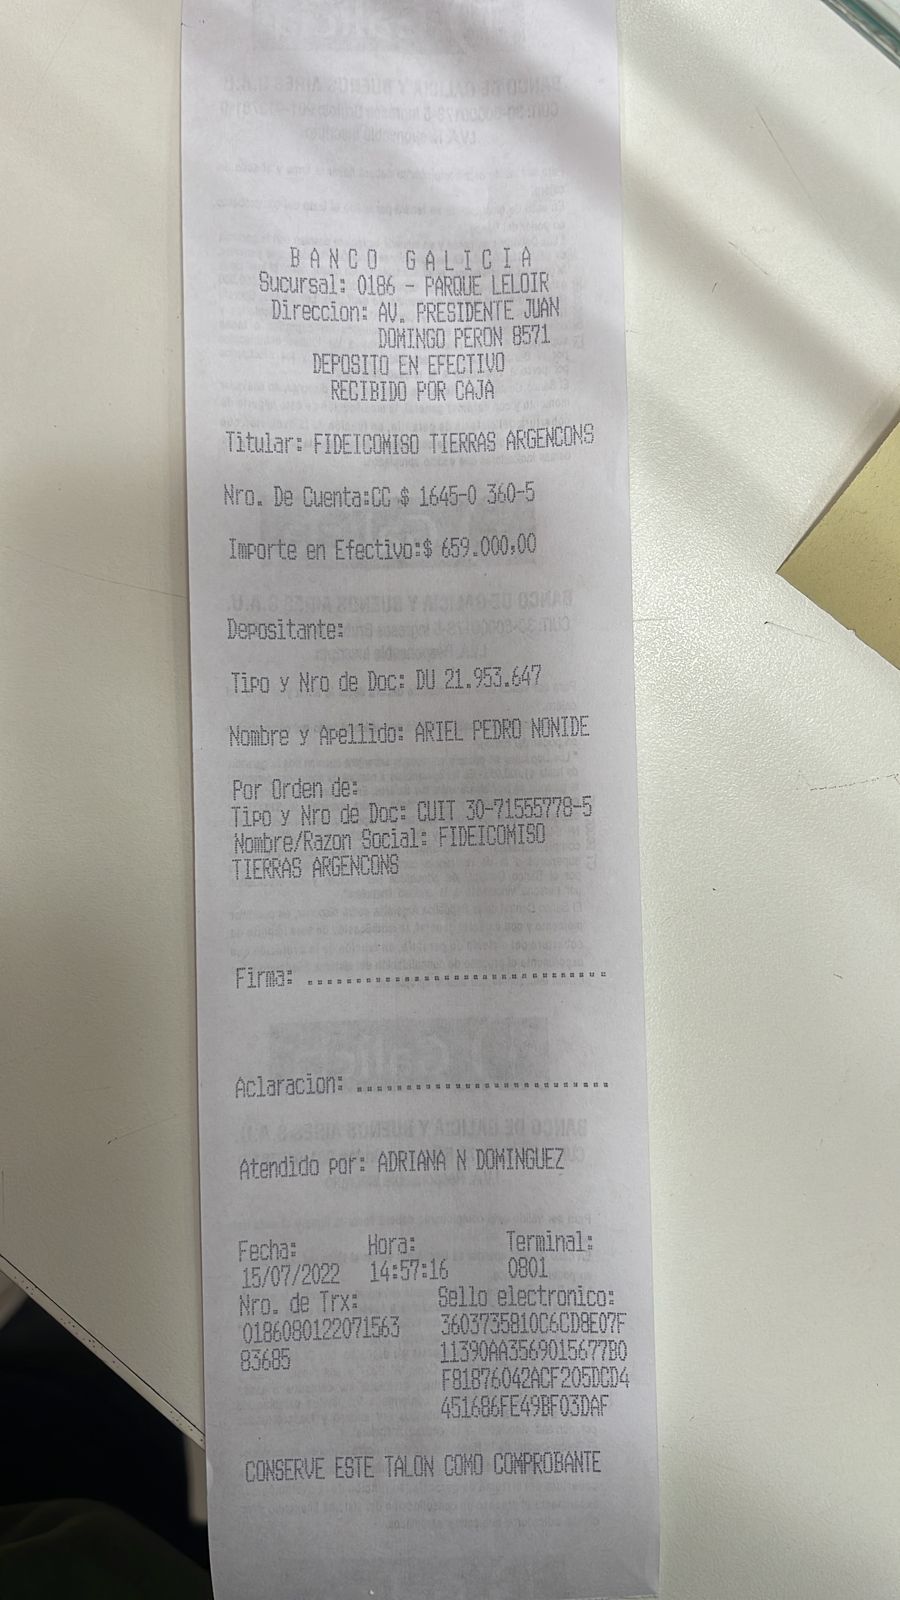 BANCO GALICIA
Sucursal: 0186 - PARQUE LELOIR
Direccion: AV. PRESIDENTE JUAN
DOMINGO PERON 8571
DEPOSITO EN EFECTIVO
RECIBIDO POR CAJA
Titular: FIDEICOMISO TIERRAS ARGENCONS
Nro. De Cuenta:CC $ 1645-0 360-5
Importe en Efectivo:$ 659.000,00
Depositante:
Tipo y Nro de Doc: DU 21.953.647
Nombre y Apellido: ARIEL PEDRO NONIDE
Por Orden de:
Tipo y Nro de Doc: CUIT 30-71555778-5
Nombre/Razon Social: FIDEICOMISO
TIERRAS ARGENCONS
Firma: ..............................
Aclaracion: .........................
Atendido por: ADRIANA N DOMINGUEZ
Fecha: Hora: Terminal:
15/07/2022 14:57:16 0801
Nro. de Trx: Sello electronico:
0186080122071563 3603735810C6CD8E07F
83685 11390AA3569015677B0
F81876042ACF205DCD4
451686FE49BF03DAF
CONSERVE ESTE TALON COMO COMPROBANTE